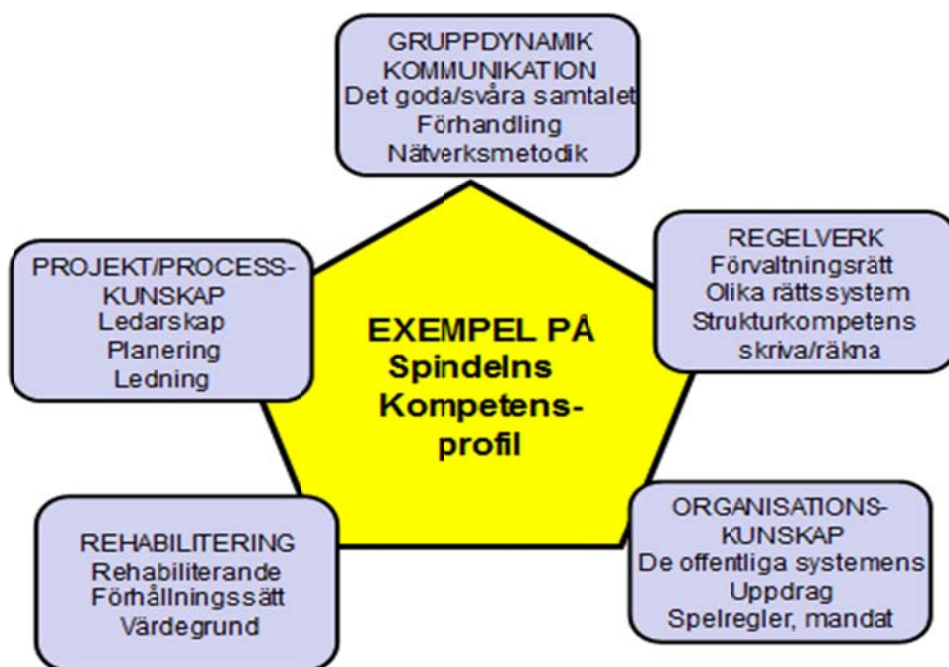 GRUPPDYNAMIK
KOMMUNIKATION
Det goda/svåra samtalet
Förhandling
Nätverksmetodik
PROJEKT/PROCESS-
KUNSKAP
Ledarskap
Planering
Ledning
REGELVERK
Förvaltningsrätt
Olika rättssystem
Strukturkompetens
skriva/räkna
EXEMPEL PÅ
Spindelns
Kompetens-
profil
REHABILITERING
Rehabiliterande
Förhållningssätt
Värdegrund
ORGANISATIONS-
KUNSKAP
De offentliga systemens
Uppdrag
Spelregler, mandat